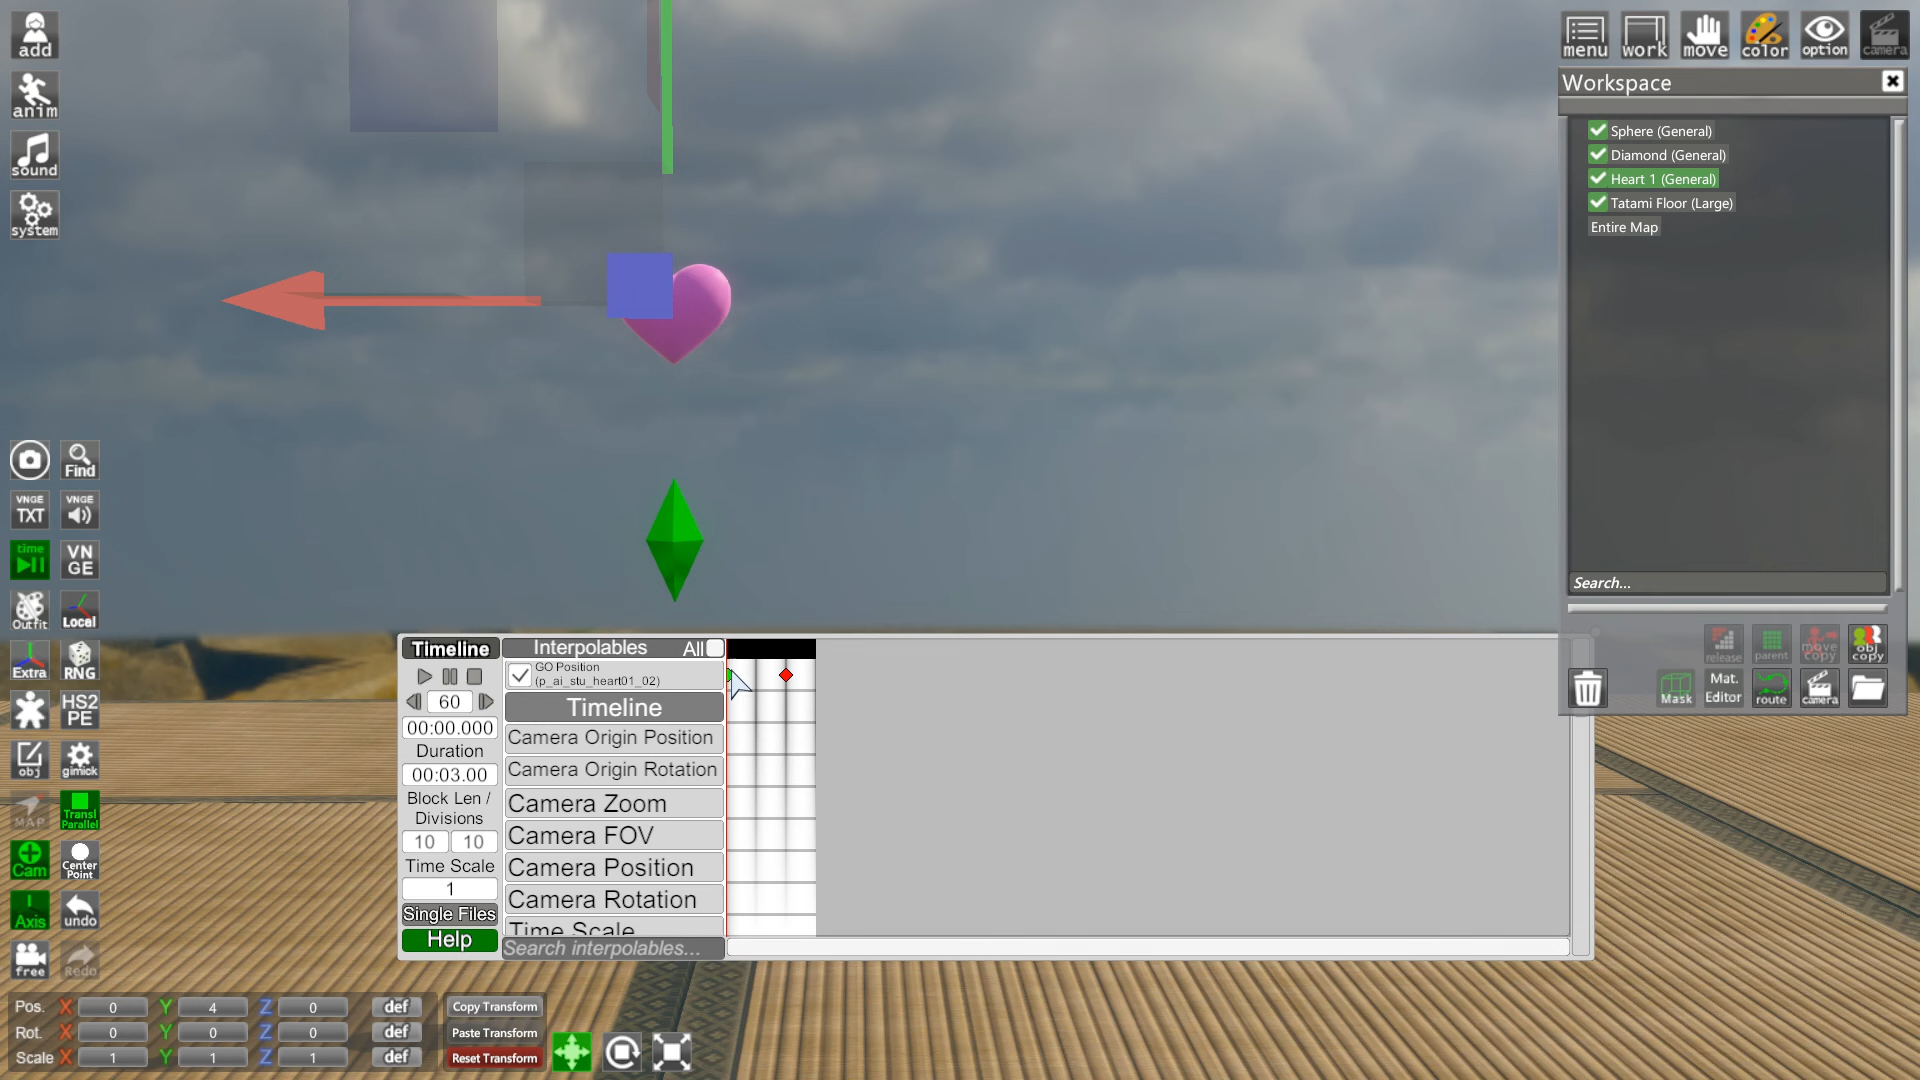 add
anim
sound
system
menu
work
move
color
option
camera
Workspace
Sphere (General)
Diamond (General)
Heart 1 (General)
Tatami Floor (Large)
Entire Map
Search...
release
parent
move
copy
obj
copy
Mask
Mat.
Editor
route
camera
Find
VNGE
TXT
VNGE
time
VN
GE
Outfit
Local
Extra
RNG
HS2
PE
obj
gimick
MAP
Transl
Parallel
Cam
Center
Point
Axis
undo
free
Redo
Timeline
60
00:00.000
Duration
00:03.00
Block Len /
Divisions
10 10
Time Scale
1
Single Files
Help
Interpolables All
GO Position
(p_ai_stu_heart01_02)
Timeline
Camera Origin Position
Camera Origin Rotation
Camera Zoom
Camera FOV
Camera Position
Camera Rotation
Time Scale
Search interpolables...
Pos. X 0 Y 4 Z 0 def
Rot. X 0 Y 0 Z 0 def
Scale X 1 Y 1 Z 1 def
Copy Transform
Paste Transform
Reset Transform